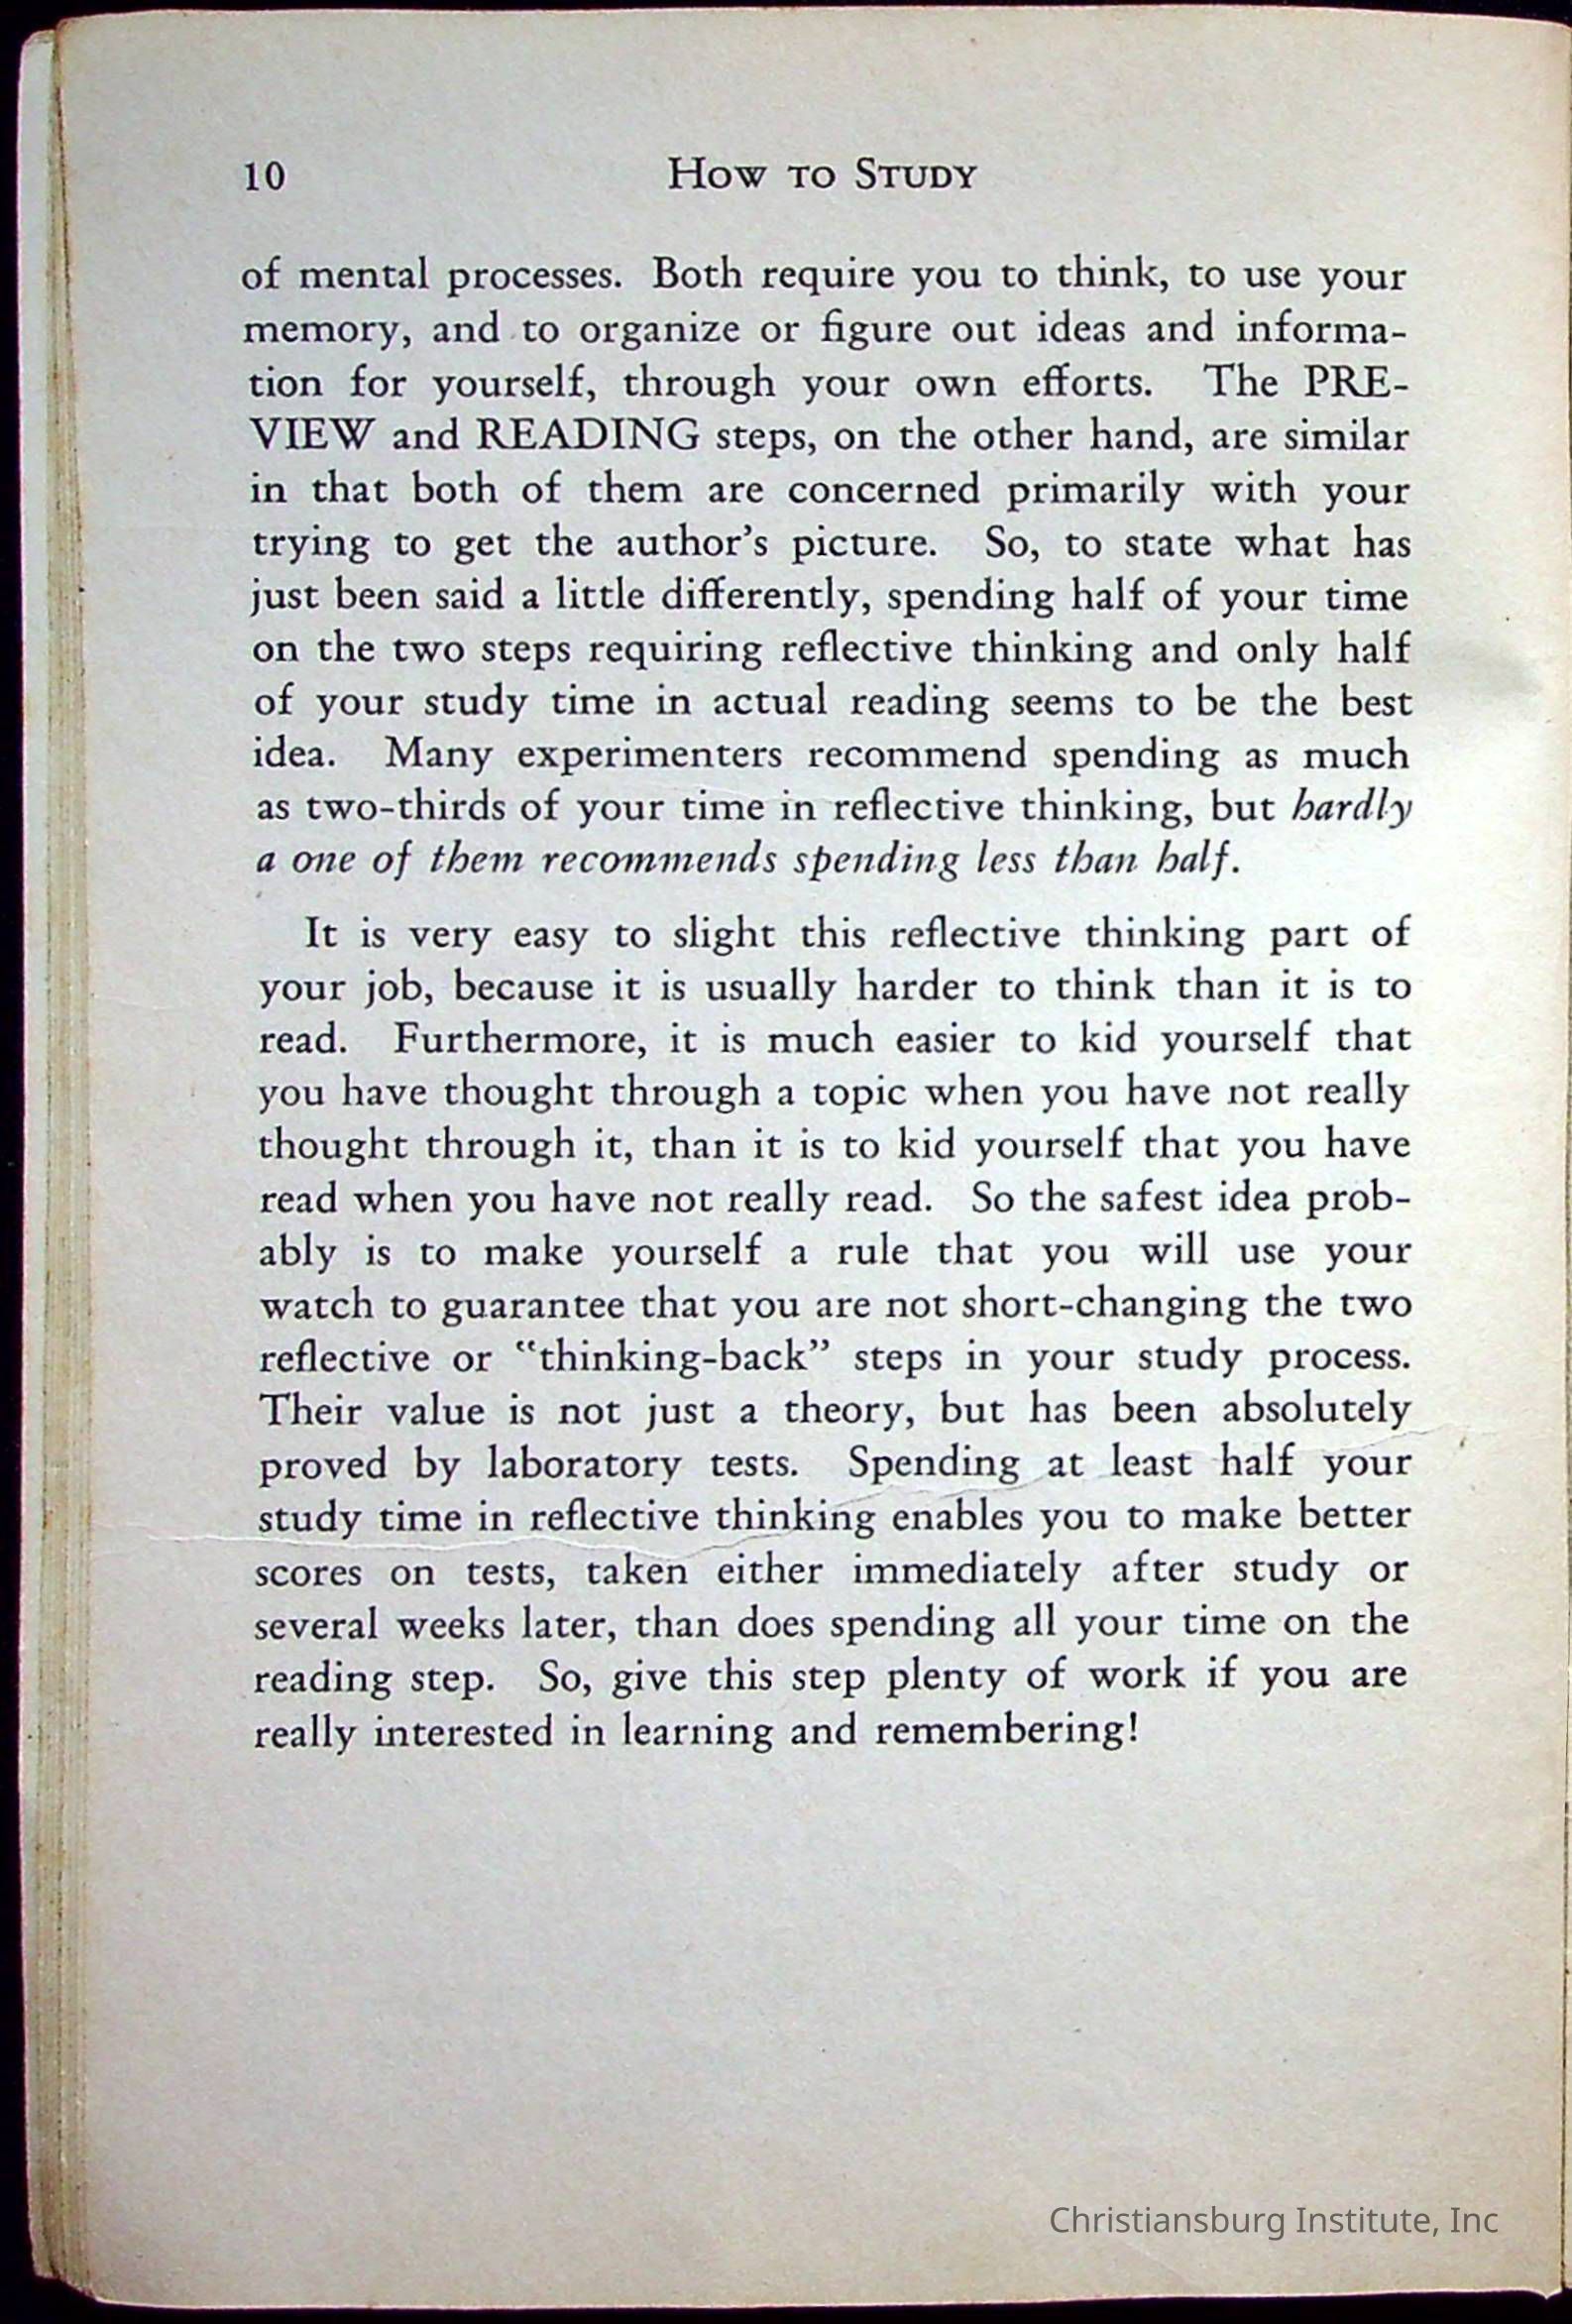 10
How to Study
of mental processes. Both require you to think, to use your
memory, and to organize or figure out ideas and informa-
tion for yourself, through your own efforts. The PRE-
VIEW and READING steps, on the other hand, are similar
in that both of them are concerned primarily with your
trying to get the author's picture. So, to state what has
just been said a little differently, spending half of your time
on the two steps requiring reflective thinking and only half
of your study time in actual reading seems to be the best
idea. Many experimenters recommend spending as much
as two-thirds of your time in reflective thinking, but hardly
a one of them recommends spending less than half.
It is very easy to slight this reflective thinking part of
your job, because it is usually harder to think than it is to
read. Furthermore, it is much easier to kid yourself that
you have thought through a topic when you have not really
thought through it, than it is to kid yourself that you have
read when you have not really read. So the safest idea prob-
ably is to make yourself a rule that you will use your
watch to guarantee that you are not short-changing the two
reflective or “thinking-back” steps in your study process.
Their value is not just a theory, but has been absolutely
proved by laboratory tests. Spending at least half your
study time in reflective thinking enables you to make better
scores on tests, taken either immediately after study or
several weeks later, than does spending all your time on the
reading step. So, give this step plenty of work if you are
really interested in learning and remembering!
Christiansburg Institute, Inc